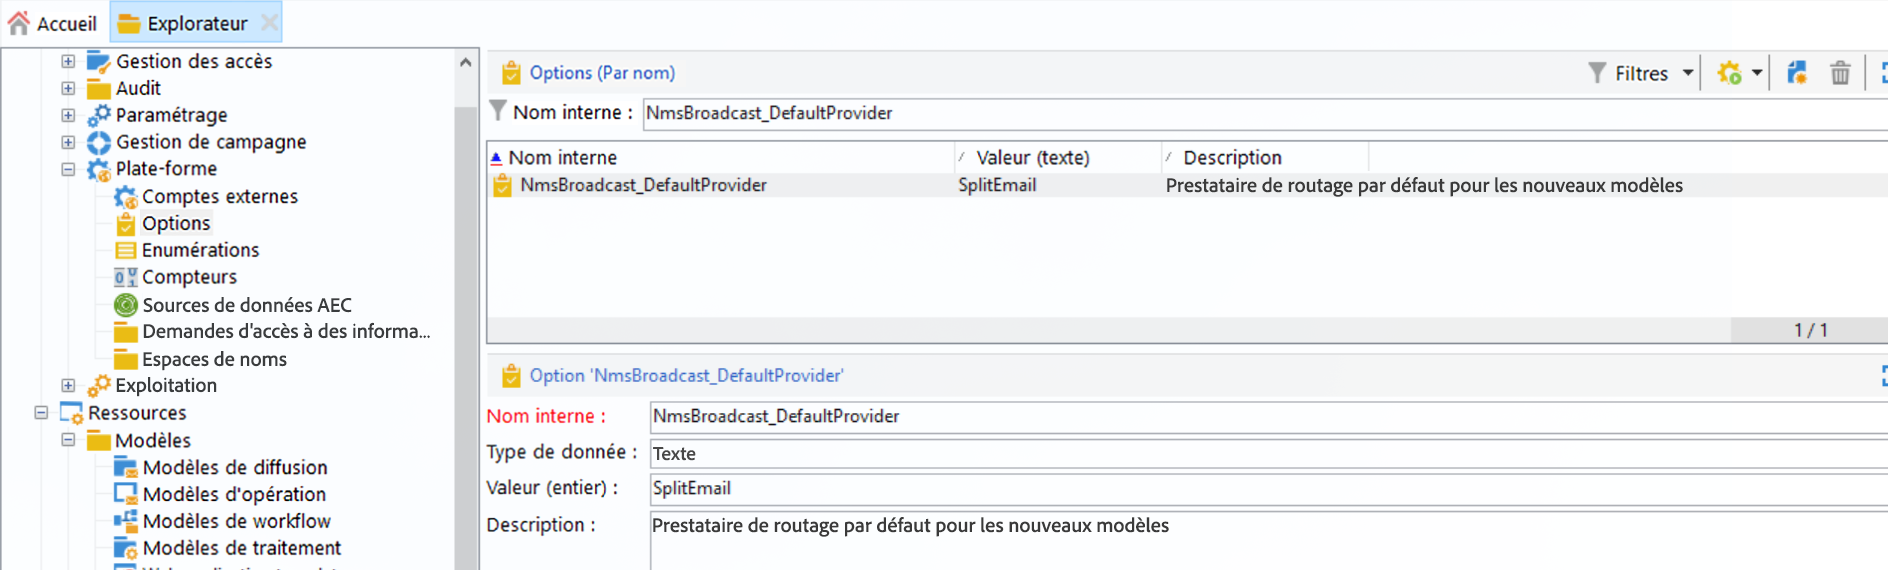 Accueil
Explorateur
Gestion des accès
Audit
Paramétrage
Gestion de campagne
Plate-forme
Comptes externes
Options
Enumérations
Compteurs
Sources de données AEC
Demandes d'accès à des informa...
Espaces de noms
Exploitation
Ressources
Modèles
Modèles de diffusion
Modèles d'opération
Modèles de workflow
Modèles de traitement
Options (Par nom)
Filtres
Nom interne : NmsBroadcast_DefaultProvider
Nom interne Valeur (texte) Description
NmsBroadcast_DefaultProvider SplitEmail Prestataire de routage par défaut pour les nouveaux modèles
1 / 1
Option 'NmsBroadcast_DefaultProvider'
Nom interne : NmsBroadcast_DefaultProvider
Type de donnée : Texte
Valeur (entier) : SplitEmail
Description : Prestataire de routage par défaut pour les nouveaux modèles